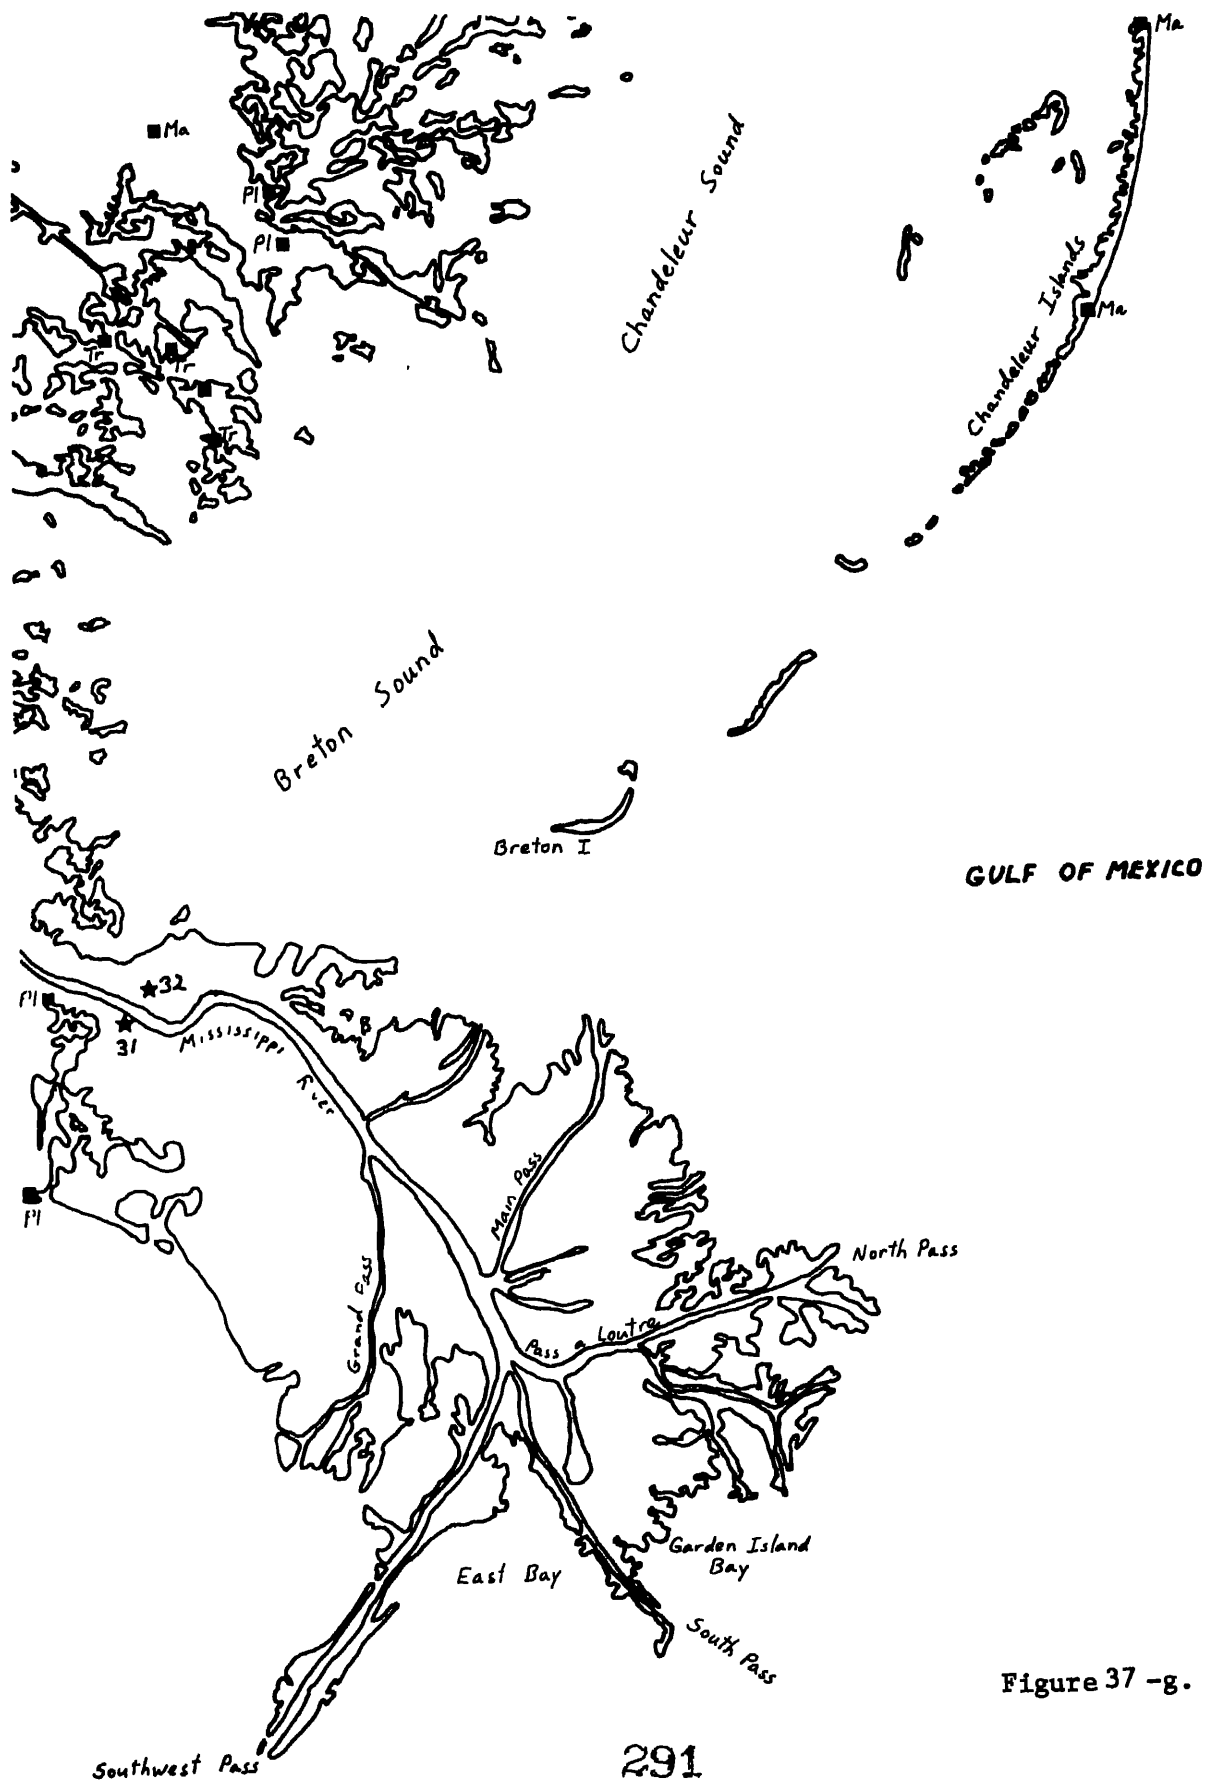 Ma
Ma
Pl
Pl
Chandeleur Sound
Chandeleur Islands
Ma
Tr
Tr
Tr
Breton Sound
Breton I
GULF OF MEXICO
32
Pl
31
Mississippi
River
Main Pass
Pl
North Pass
Grand Pass
Pass a Loutre
Garden Island
Bay
East Bay
South Pass
Figure 37 -g.
Southwest Pass
291